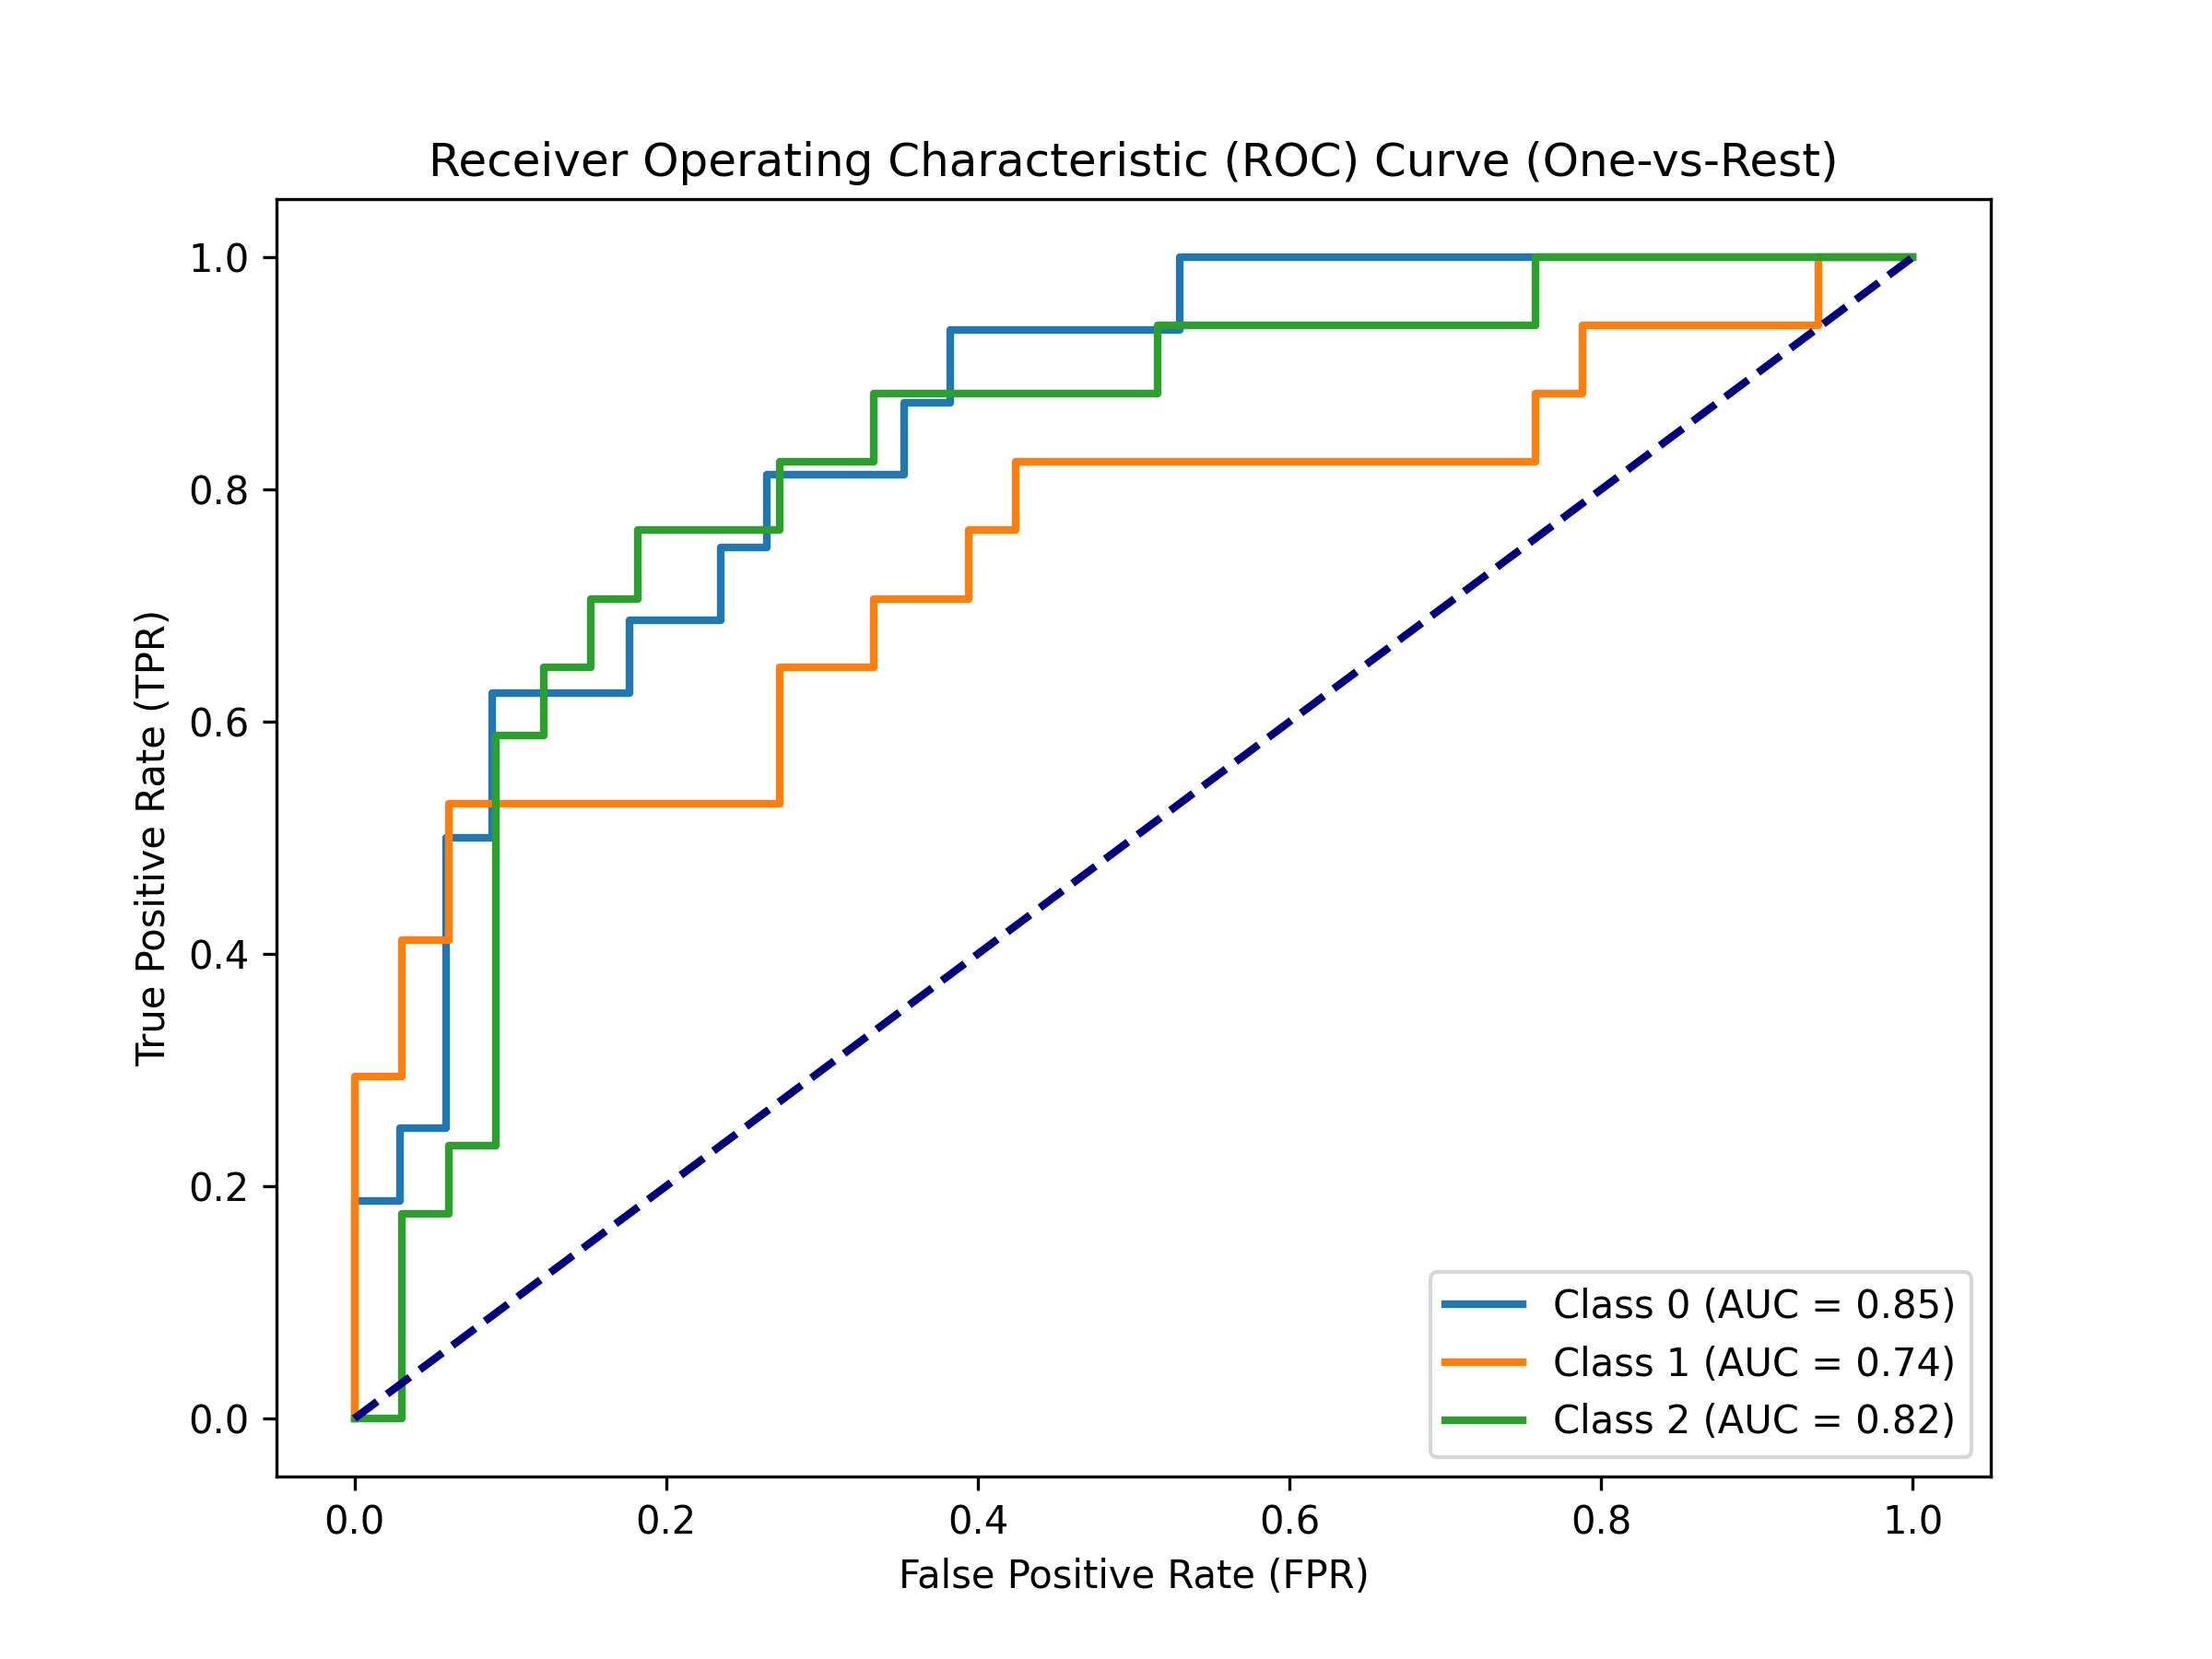 Receiver Operating Characteristic (ROC) Curve (One-vs-Rest)
True Positive Rate (TPR)
1.0
0.8
0.6
0.4
0.2
0.0
Class 0 (AUC = 0.85)
Class 1 (AUC = 0.74)
Class 2 (AUC = 0.82)
0.0 0.2 0.4 0.6 0.8 1.0
False Positive Rate (FPR)